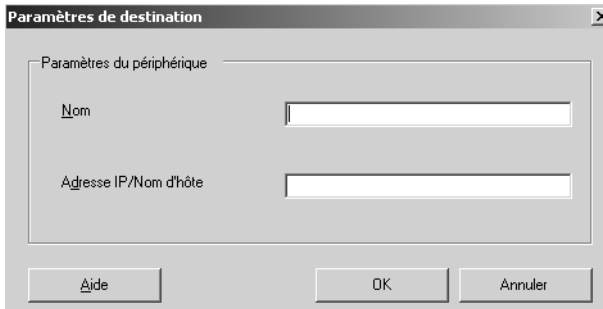 Paramètres de destination
Paramètres du périphérique
Nom
Adresse IP/Nom d'hôte
Aide
OK
Annuler